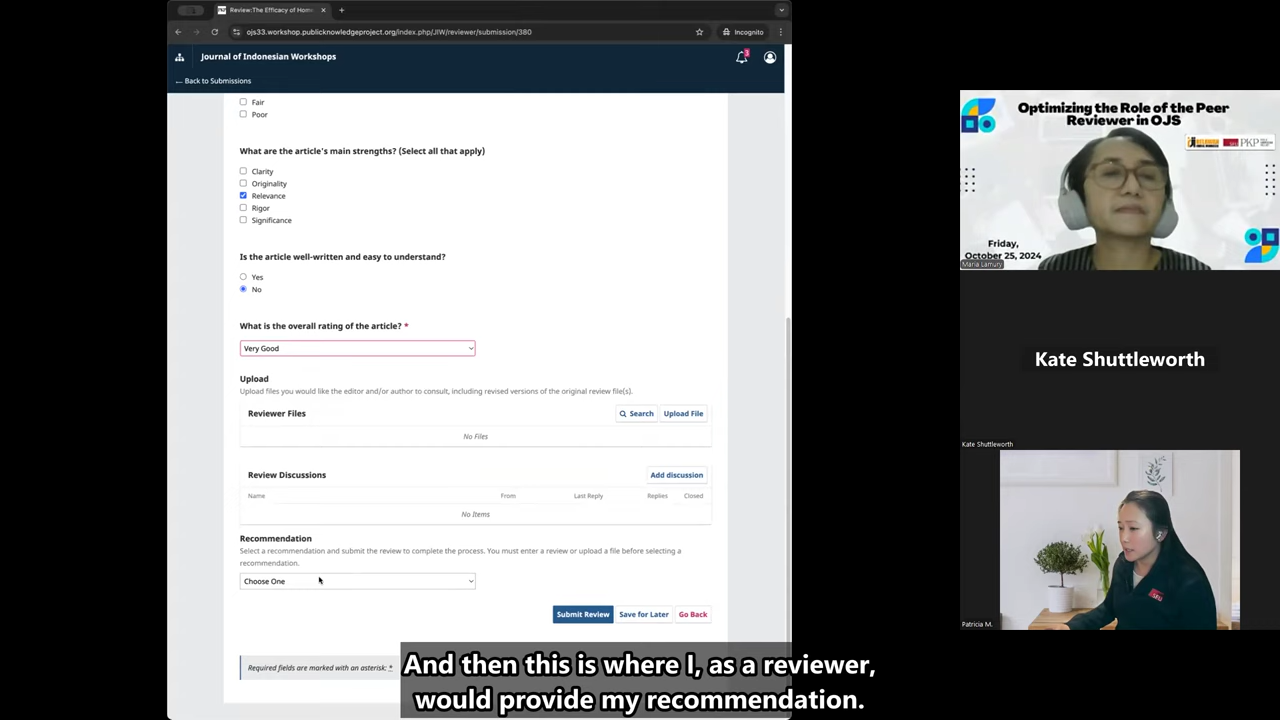 Review:The Efficacy of Hom
ojs33.workshop.publicknowledgeproject.org/index.php/JIW/reviewer/submission/380
Incognito
Journal of Indonesian Workshops
3
← Back to Submissions
Fair
Poor
What are the article's main strengths? (Select all that apply)
Clarity
Originality
Relevance
Rigor
Significance
Is the article well-written and easy to understand?
Yes
No
What is the overall rating of the article? *
Very Good
Upload
Upload files you would like the editor and/or author to consult, including revised versions of the original review file(s).
Reviewer Files
Search
Upload File
No Files
Review Discussions
Add discussion
Name From Last Reply Replies Closed
No Items
Recommendation
Select a recommendation and submit the review to complete the process. You must enter a review or upload a file before selecting a
recommendation.
Choose One
Submit Review Save for Later Go Back
Required fields are marked with an asterisk: *
And then this is where I, as a reviewer,
would provide my recommendation.
Optimizing the Role of the Peer
Reviewer in OJS
PKP
Friday,
October 25, 2024
Maria Lamury
Kate Shuttleworth
Kate Shuttleworth
SFU
Patricia M.